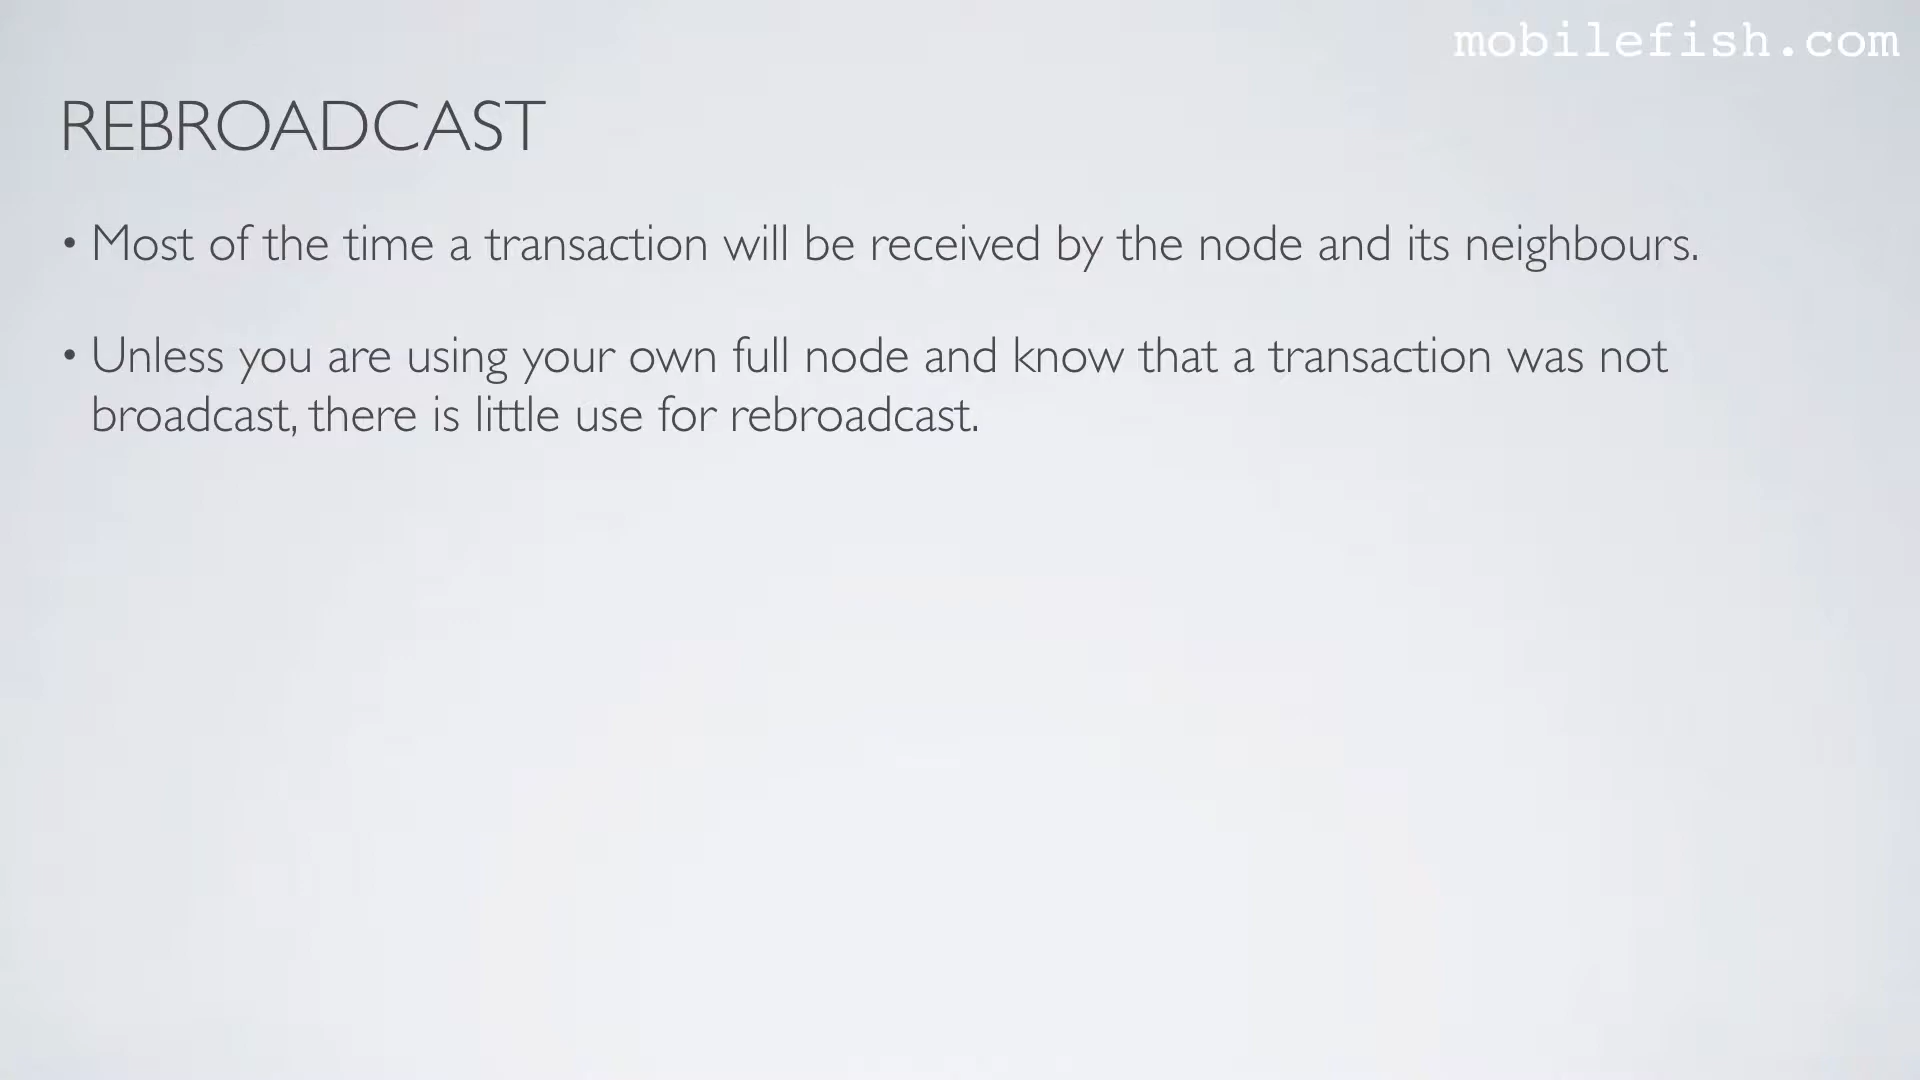 mobilefish.com
REBROADCAST
• Most of the time a transaction will be received by the node and its neighbours.
• Unless you are using your own full node and know that a transaction was not
broadcast, there is little use for rebroadcast.